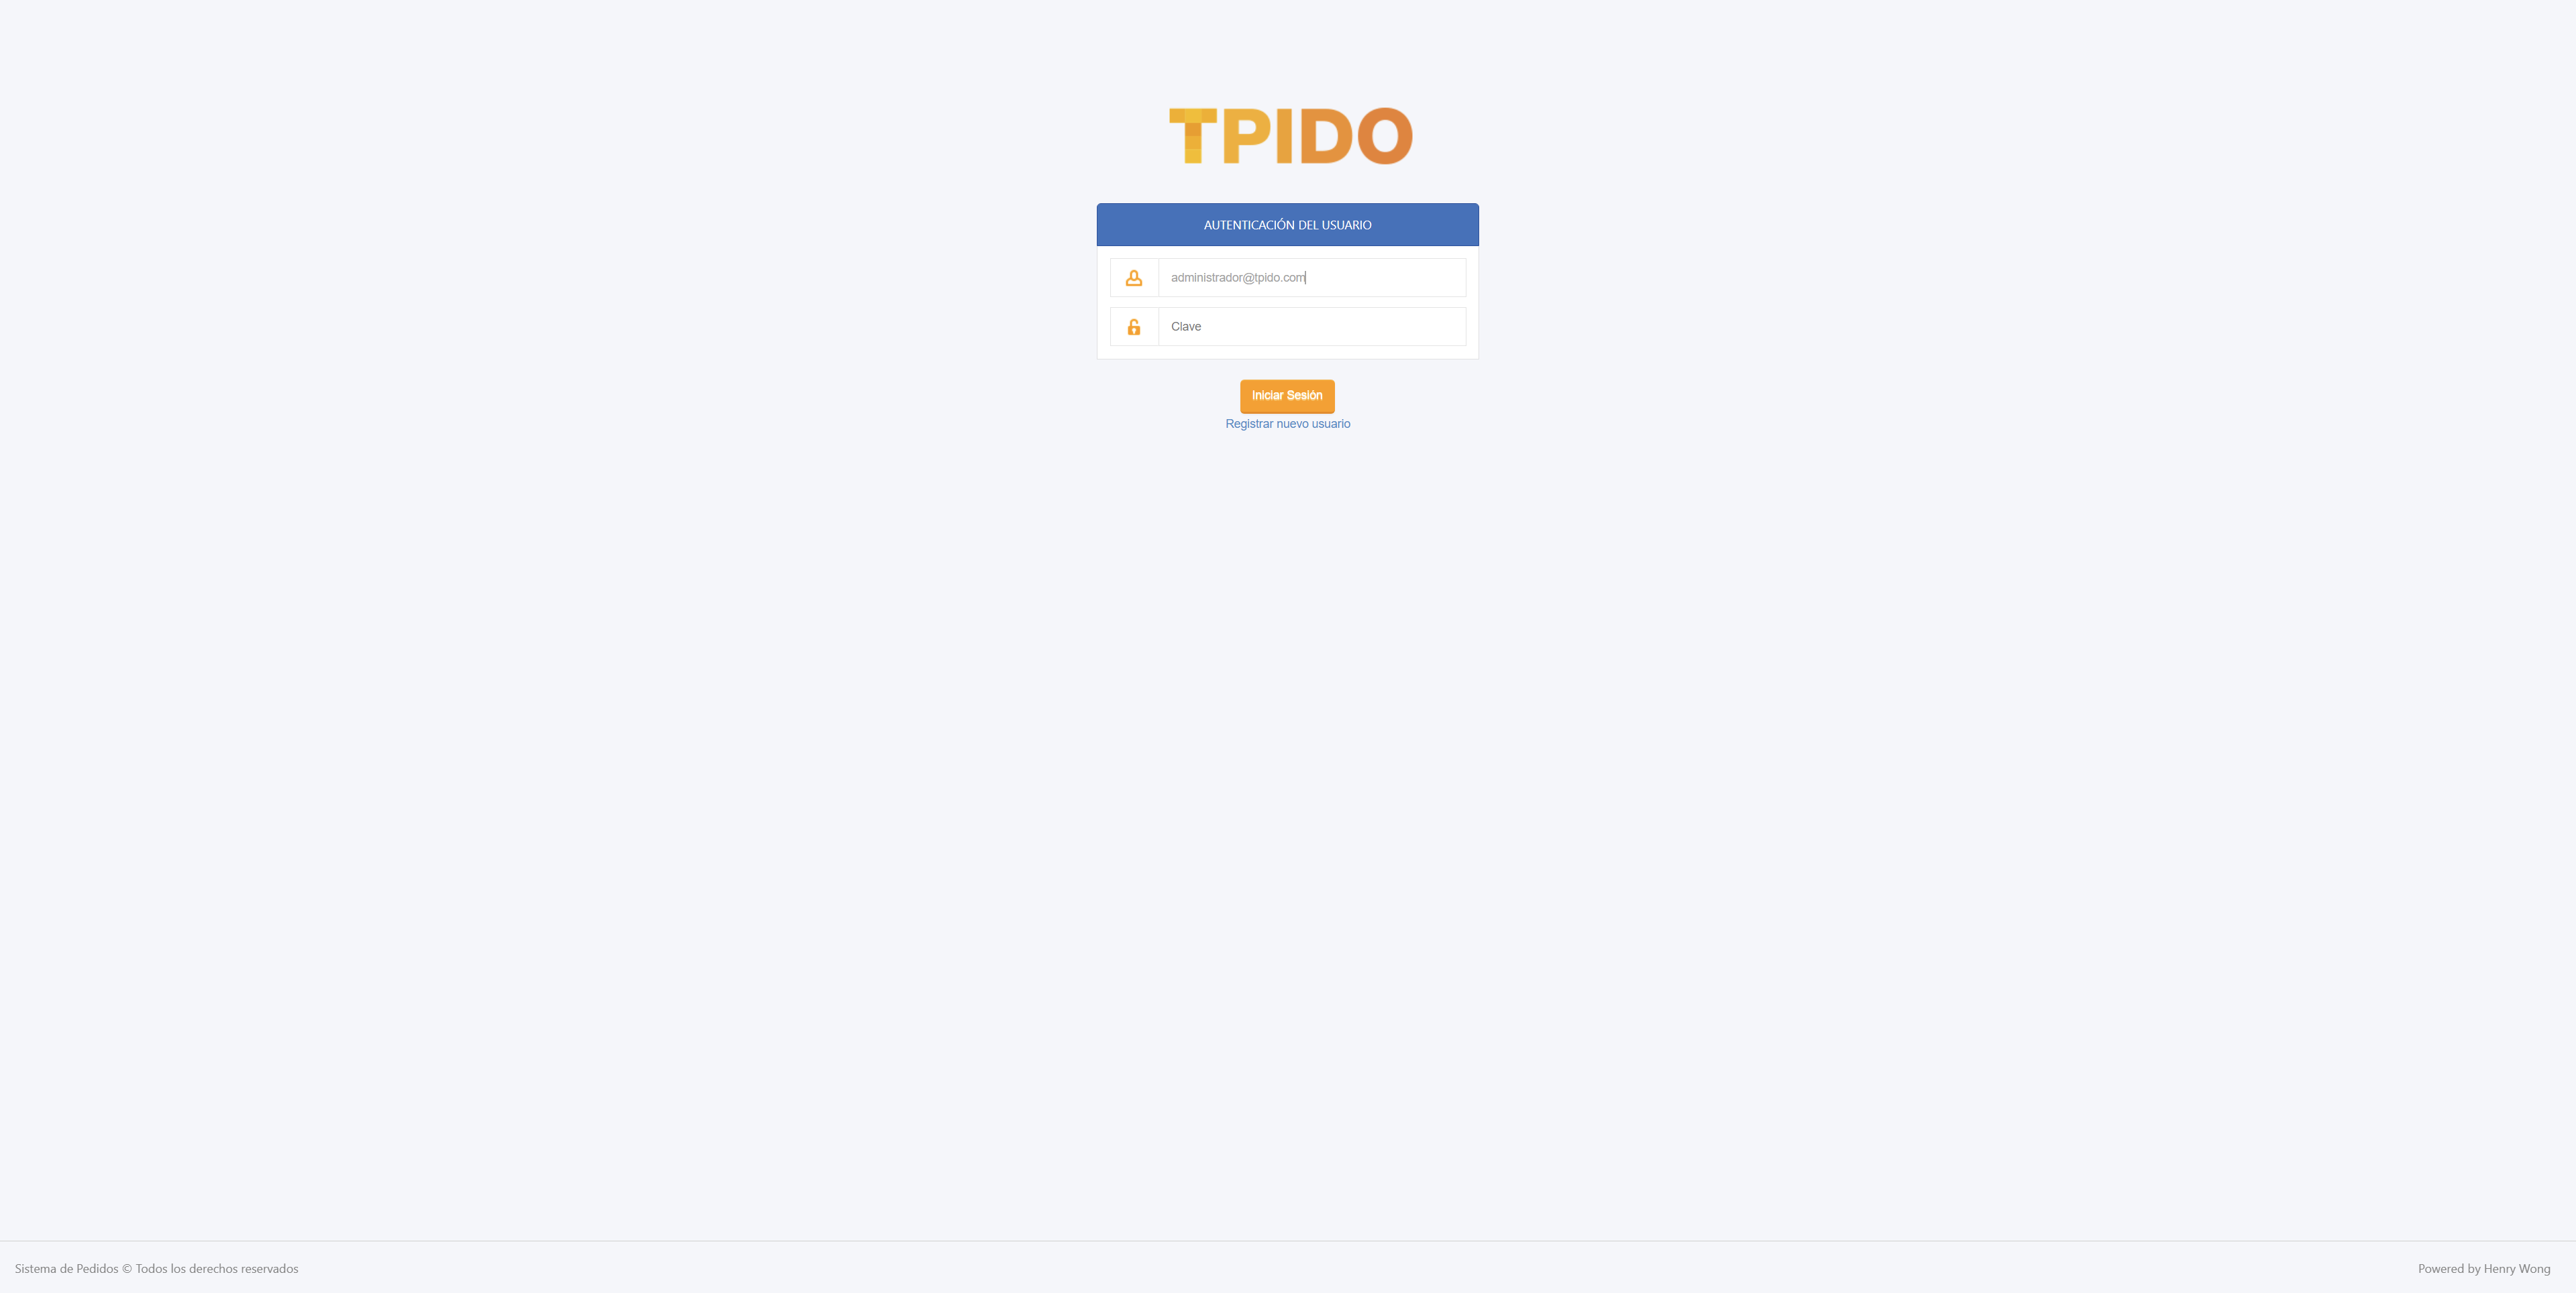 TPIDO
AUTENTICACIÓN DEL USUARIO
administrador@tpido.com
Clave
Iniciar Sesión
Registrar nuevo usuario
Sistema de Pedidos © Todos los derechos reservados
Powered by Henry Wong